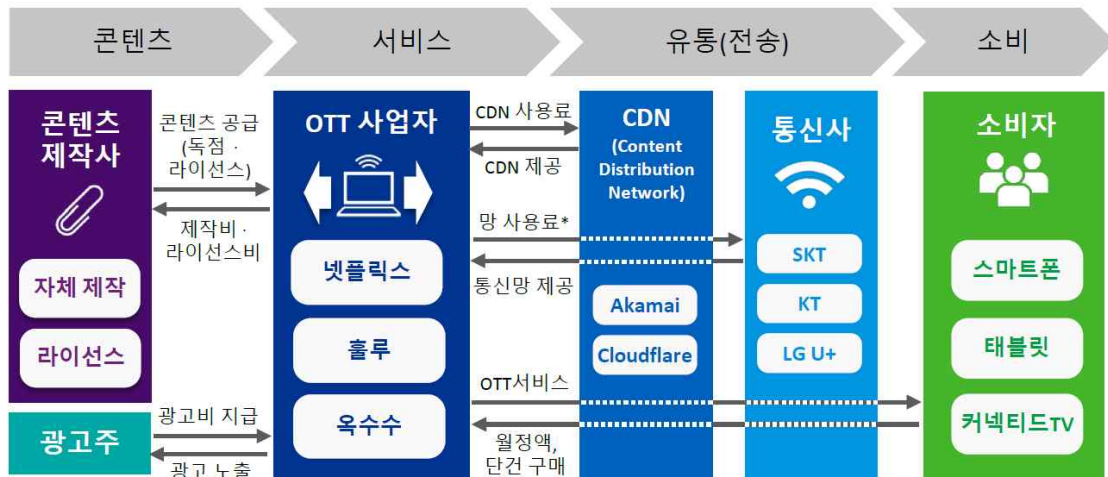 콘텐츠
서비스
유통(전송)
소비
콘텐츠
제작사
자체 제작
라이선스
광고주
콘텐츠 공급
(독점 ·
라이선스)
제작비 ·
라이선스비
광고비 지급
광고 노출
OTT 사업자
넷플릭스
훌루
옥수수
CDN 사용료
CDN 제공
망 사용료*
통신망 제공
OTT서비스
월정액,
단건 구매
CDN
(Content
Distribution
Network)
Akamai
Cloudflare
통신사
SKT
KT
LG U+
소비자
스마트폰
태블릿
커넥티드TV